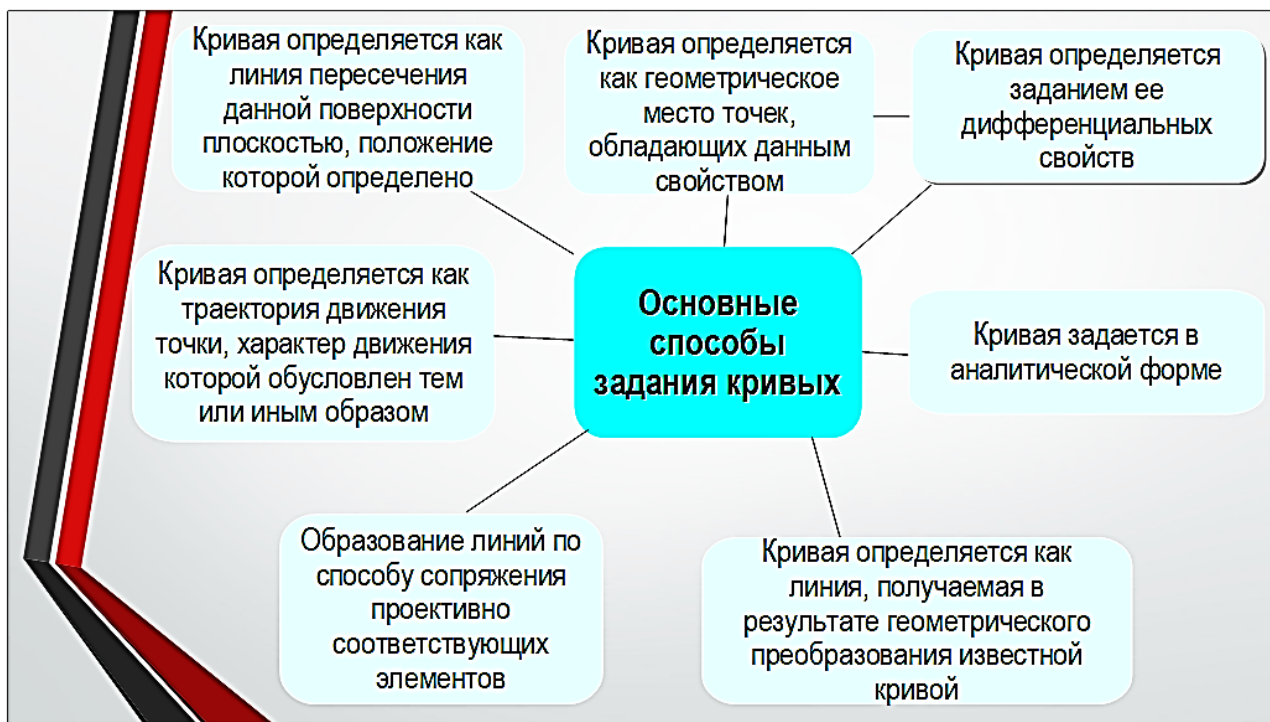 Кривая определяется как
линия пересечения
данной поверхности
плоскостью, положение
которой определено
Кривая определяется
как геометрическое
место точек,
обладающих данным
свойством
Кривая определяется
заданием ее
дифференциальных
свойств
Кривая определяется как
траектория движения
точки, характер движения
которой обусловлен тем
или иным образом
Основные
способы
задания кривых
Кривая задается в
аналитической форме
Образование линий по
способу сопряжения
проективно
соответствующих
элементов
Кривая определяется как
линия, получаемая в
результате геометрического
преобразования известной
кривой